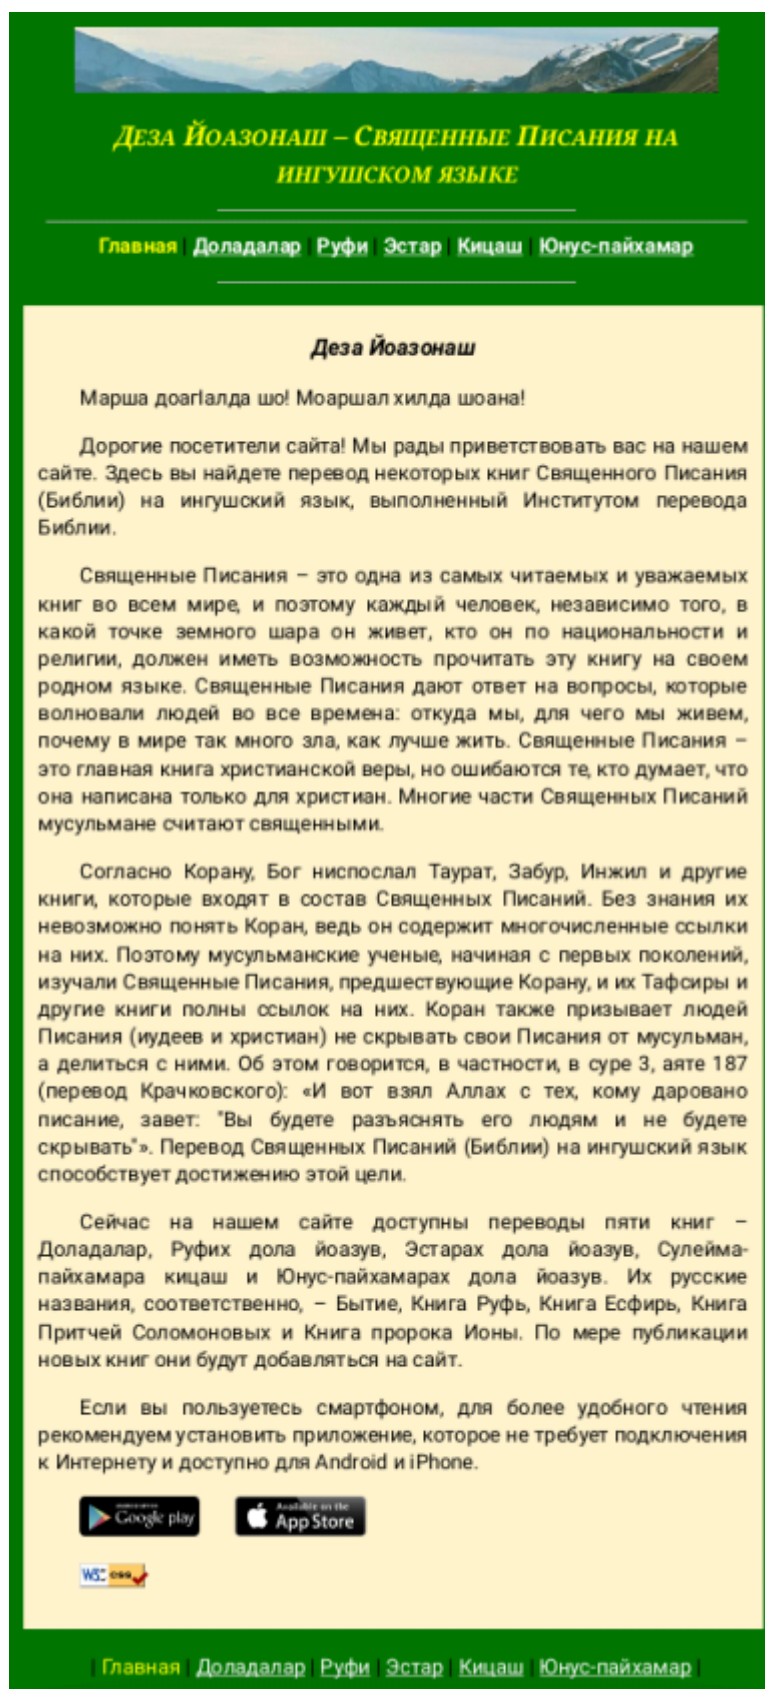 Деза Йоазонаш – Священные Писания на
ингушском языке
Главная | Доладалар | Руфи | Эстар | Кицаш | Юнус-пайхамар
Деза Йоазонаш
Марша доагӀалда шо! Моаршал хилда шоана!
Дорогие посетители сайта! Мы рады приветствовать вас на нашем
сайте. Здесь вы найдете перевод некоторых книг Священного Писания
(Библии) на ингушский язык, выполненный Институтом перевода
Библии.
Священные Писания – это одна из самых читаемых и уважаемых
книг во всем мире, и поэтому каждый человек, независимо того, в
какой точке земного шара он живет, кто он по национальности и
религии, должен иметь возможность прочитать эту книгу на своем
родном языке. Священные Писания дают ответ на вопросы, которые
волновали людей во все времена: откуда мы, для чего мы живем,
почему в мире так много зла, как лучше жить. Священные Писания –
это главная книга христианской веры, но ошибаются те, кто думает, что
она написана только для христиан. Многие части Священных Писаний
мусульмане считают священными.
Согласно Корану, Бог ниспослал Таурат, Забур, Инжил и другие
книги, которые входят в состав Священных Писаний. Без знания их
невозможно понять Коран, ведь он содержит многочисленные ссылки
на них. Поэтому мусульманские ученые, начиная с первых поколений,
изучали Священные Писания, предшествующие Корану, и их Тафсиры и
другие книги полны ссылок на них. Коран также призывает людей
Писания (иудеев и христиан) не скрывать свои Писания от мусульман,
а делиться с ними. Об этом говорится, в частности, в суре 3, аяте 187
(перевод Крачковского): «И вот взял Аллах с тех, кому даровано
писание, завет: "Вы будете разъяснять его людям и не будете
скрывать"». Перевод Священных Писаний (Библии) на ингушский язык
способствует достижению этой цели.
Сейчас на нашем сайте доступны переводы пяти книг –
Доладалар, Руфих дола йоазув, Эстарах дола йоазув, Сулейма-
пайхамара кицаш и Юнус-пайхамарах дола йоазув. Их русские
названия, соответственно, – Бытие, Книга Руфь, Книга Есфирь, Книга
Притчей Соломоновых и Книга пророка Ионы. По мере публикации
новых книг они будут добавляться на сайт.
Если вы пользуетесь смартфоном, для более удобного чтения
рекомендуем установить приложение, которое не требует подключения
к Интернету и доступно для Android и iPhone.
Google play
Available on the
App Store
W3C css
| Главная | Доладалар | Руфи | Эстар | Кицаш | Юнус-пайхамар |